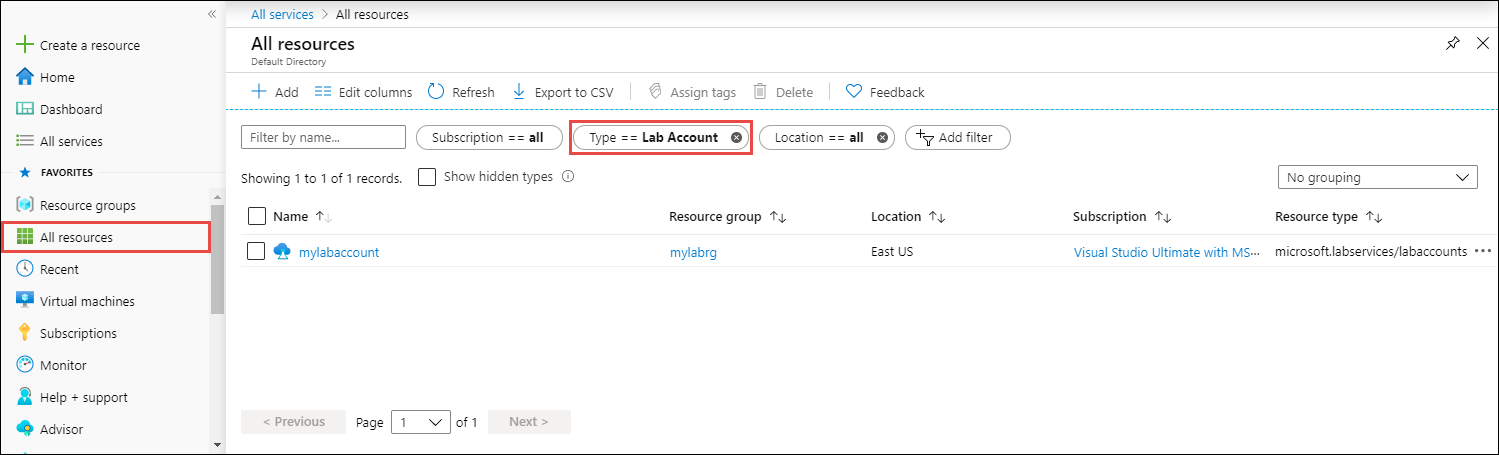 «
Create a resource
Home
Dashboard
All services
FAVORITES
Resource groups
All resources
Recent
Virtual machines
Subscriptions
Monitor
Help + support
Advisor
All services > All resources
All resources
Default Directory
Add Edit columns Refresh Export to CSV Assign tags Delete Feedback
Filter by name... Subscription == all Type == Lab Account Location == all Add filter
Showing 1 to 1 of 1 records. Show hidden types No grouping
Name Resource group Location Subscription Resource type
mylabaccount mylabrg East US Visual Studio Ultimate with MS... microsoft.labservices/labaccounts ...
< Previous Page 1 of 1 Next >